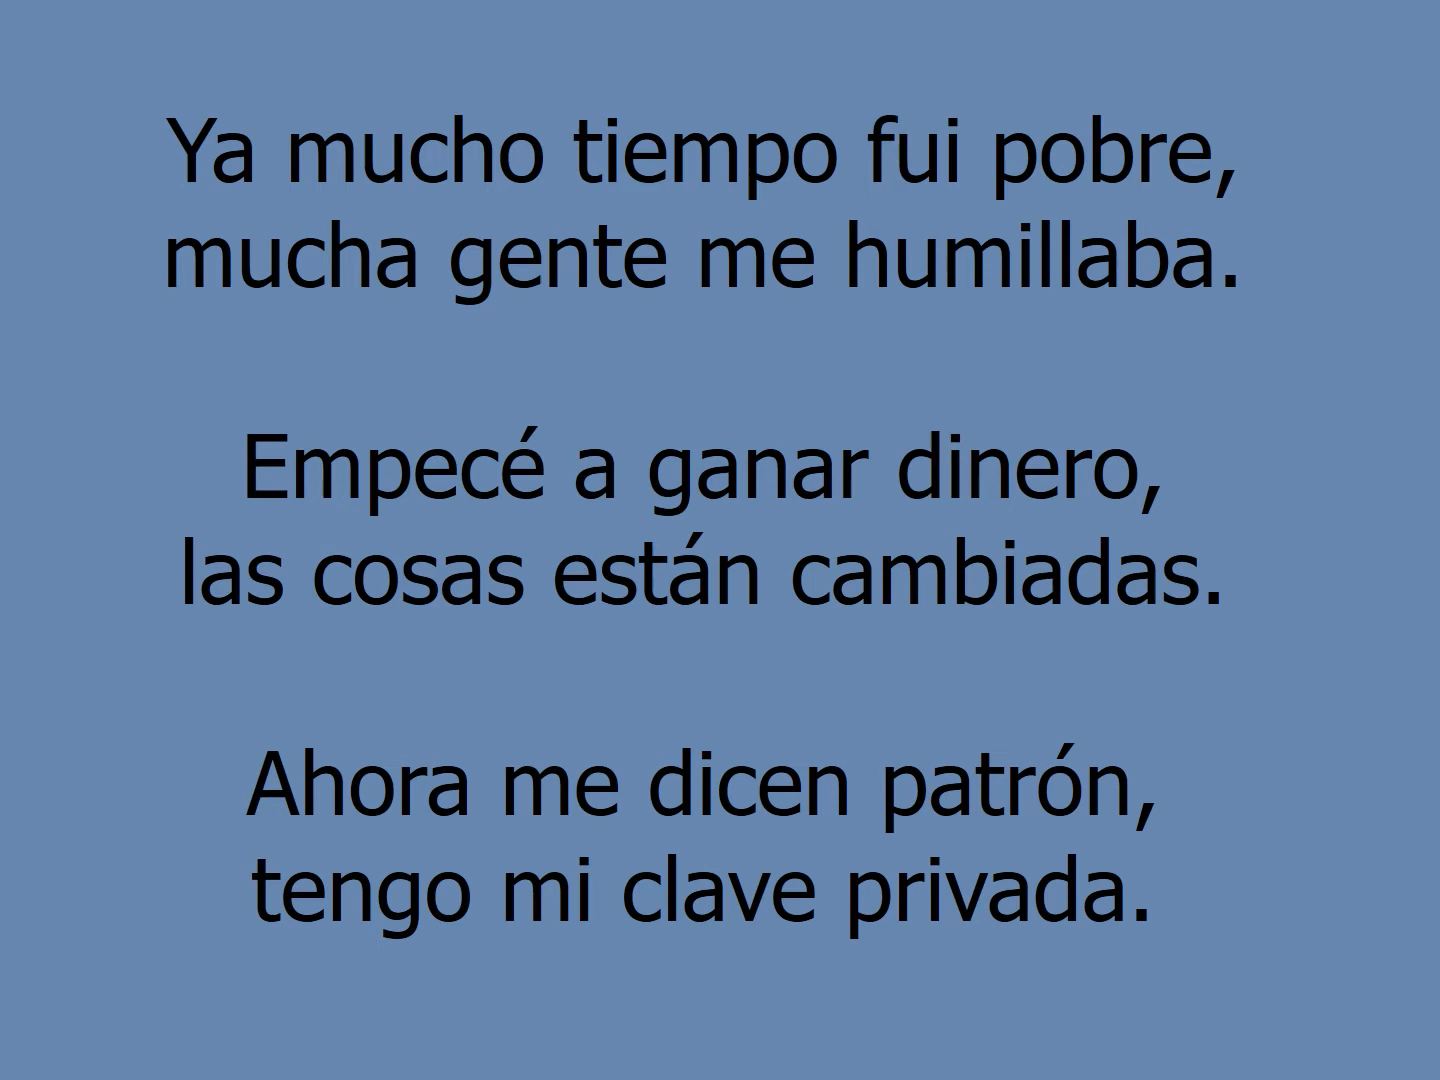 Ya mucho tiempo fui pobre,
mucha gente me humillaba.
Empecé a ganar dinero,
las cosas están cambiadas.
Ahora me dicen patrón,
tengo mi clave privada.